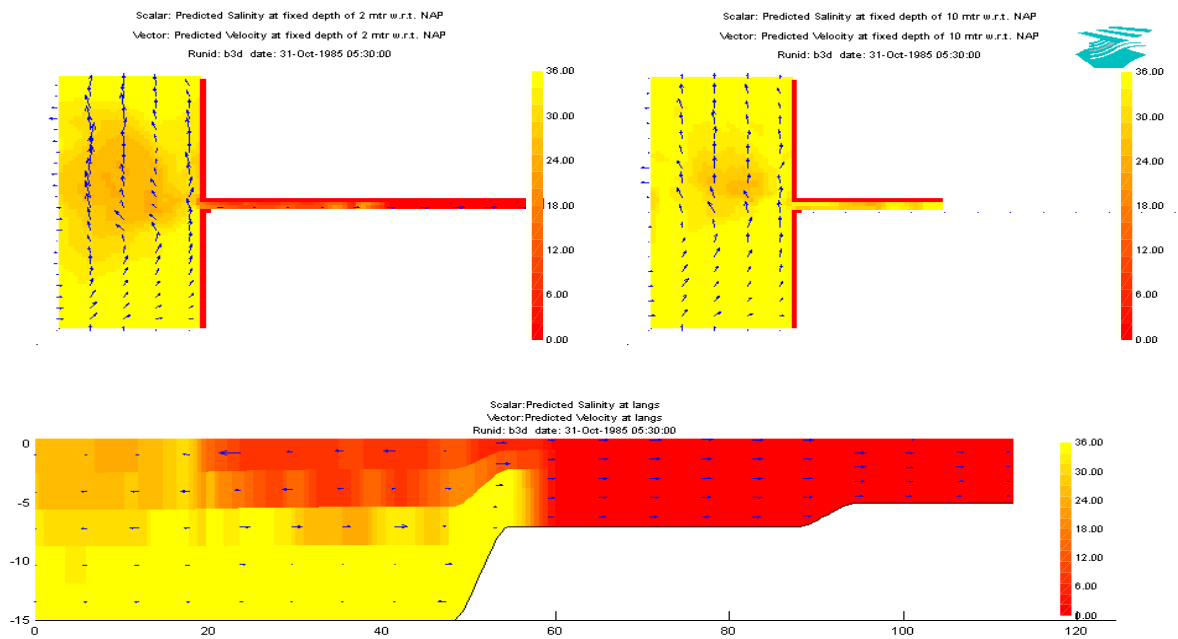 Scalar: Predicted Salinity at fixed depth of 2 mtr w.r.t. NAP
Vector: Predicted Velocity at fixed depth of 2 mtr w.r.t. NAP
Runid: b3d date: 31-Oct-1985 05:30:00
36.00
30.00
24.00
18.00
12.00
6.00
0.00
Scalar: Predicted Salinity at fixed depth of 10 mtr w.r.t. NAP
Vector: Predicted Velocity at fixed depth of 10 mtr w.r.t. NAP
Runid: b3d date: 31-Oct-1985 05:30:00
36.00
30.00
24.00
18.00
12.00
6.00
0.00
Scalar:Predicted Salinity at langs
Vector:Predicted Velocity at langs
Runid: b3d date: 31-Oct-1985 05:30:00
0
-5
-10
-15
0 20 40 60 80 100 120
36.00
30.00
24.00
18.00
12.00
6.00
0.00